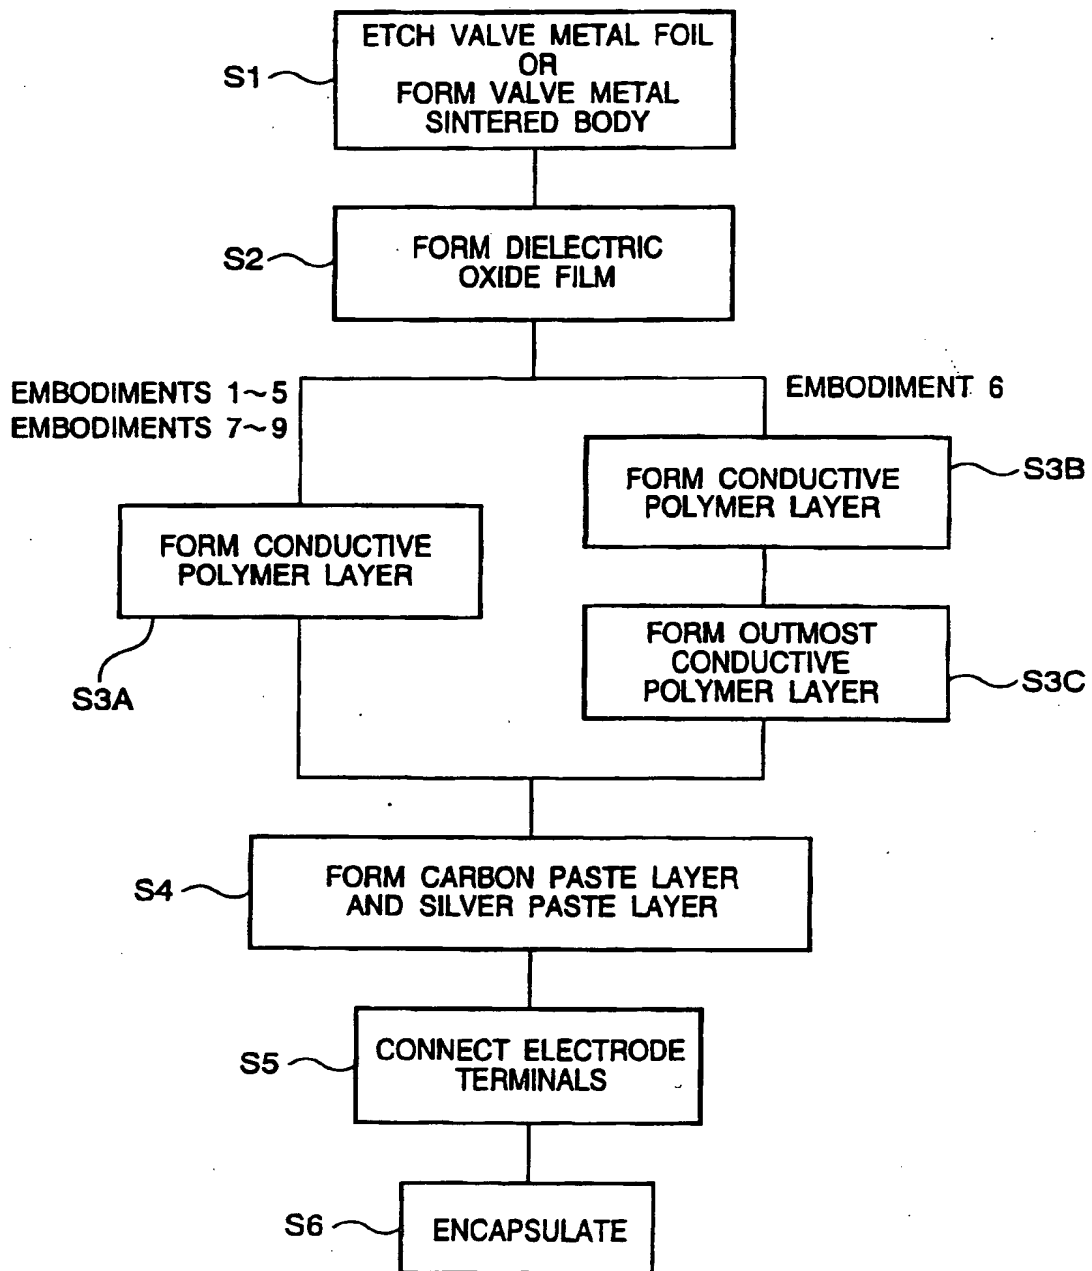 S1
ETCH VALVE METAL FOIL
OR
FORM VALVE METAL
SINTERED BODY
S2
FORM DIELECTRIC
OXIDE FILM
EMBODIMENTS 1~5
EMBODIMENTS 7~9
EMBODIMENT 6
FORM CONDUCTIVE
POLYMER LAYER
S3A
FORM CONDUCTIVE
POLYMER LAYER
S3B
FORM OUTMOST
CONDUCTIVE
POLYMER LAYER
S3C
S4
FORM CARBON PASTE LAYER
AND SILVER PASTE LAYER
S5
CONNECT ELECTRODE
TERMINALS
S6
ENCAPSULATE